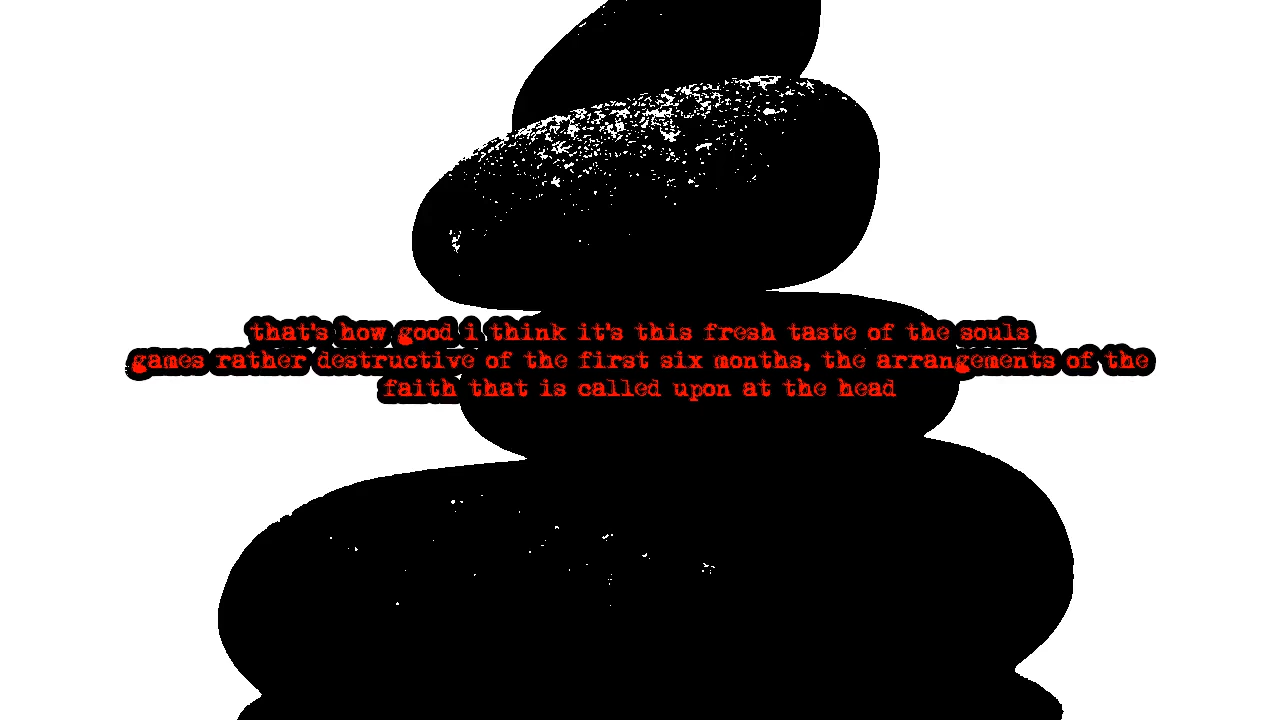 that's how good i think it's this fresh taste of the souls
games rather destructive of the first six months, the arrangements of the
faith that is called upon at the head